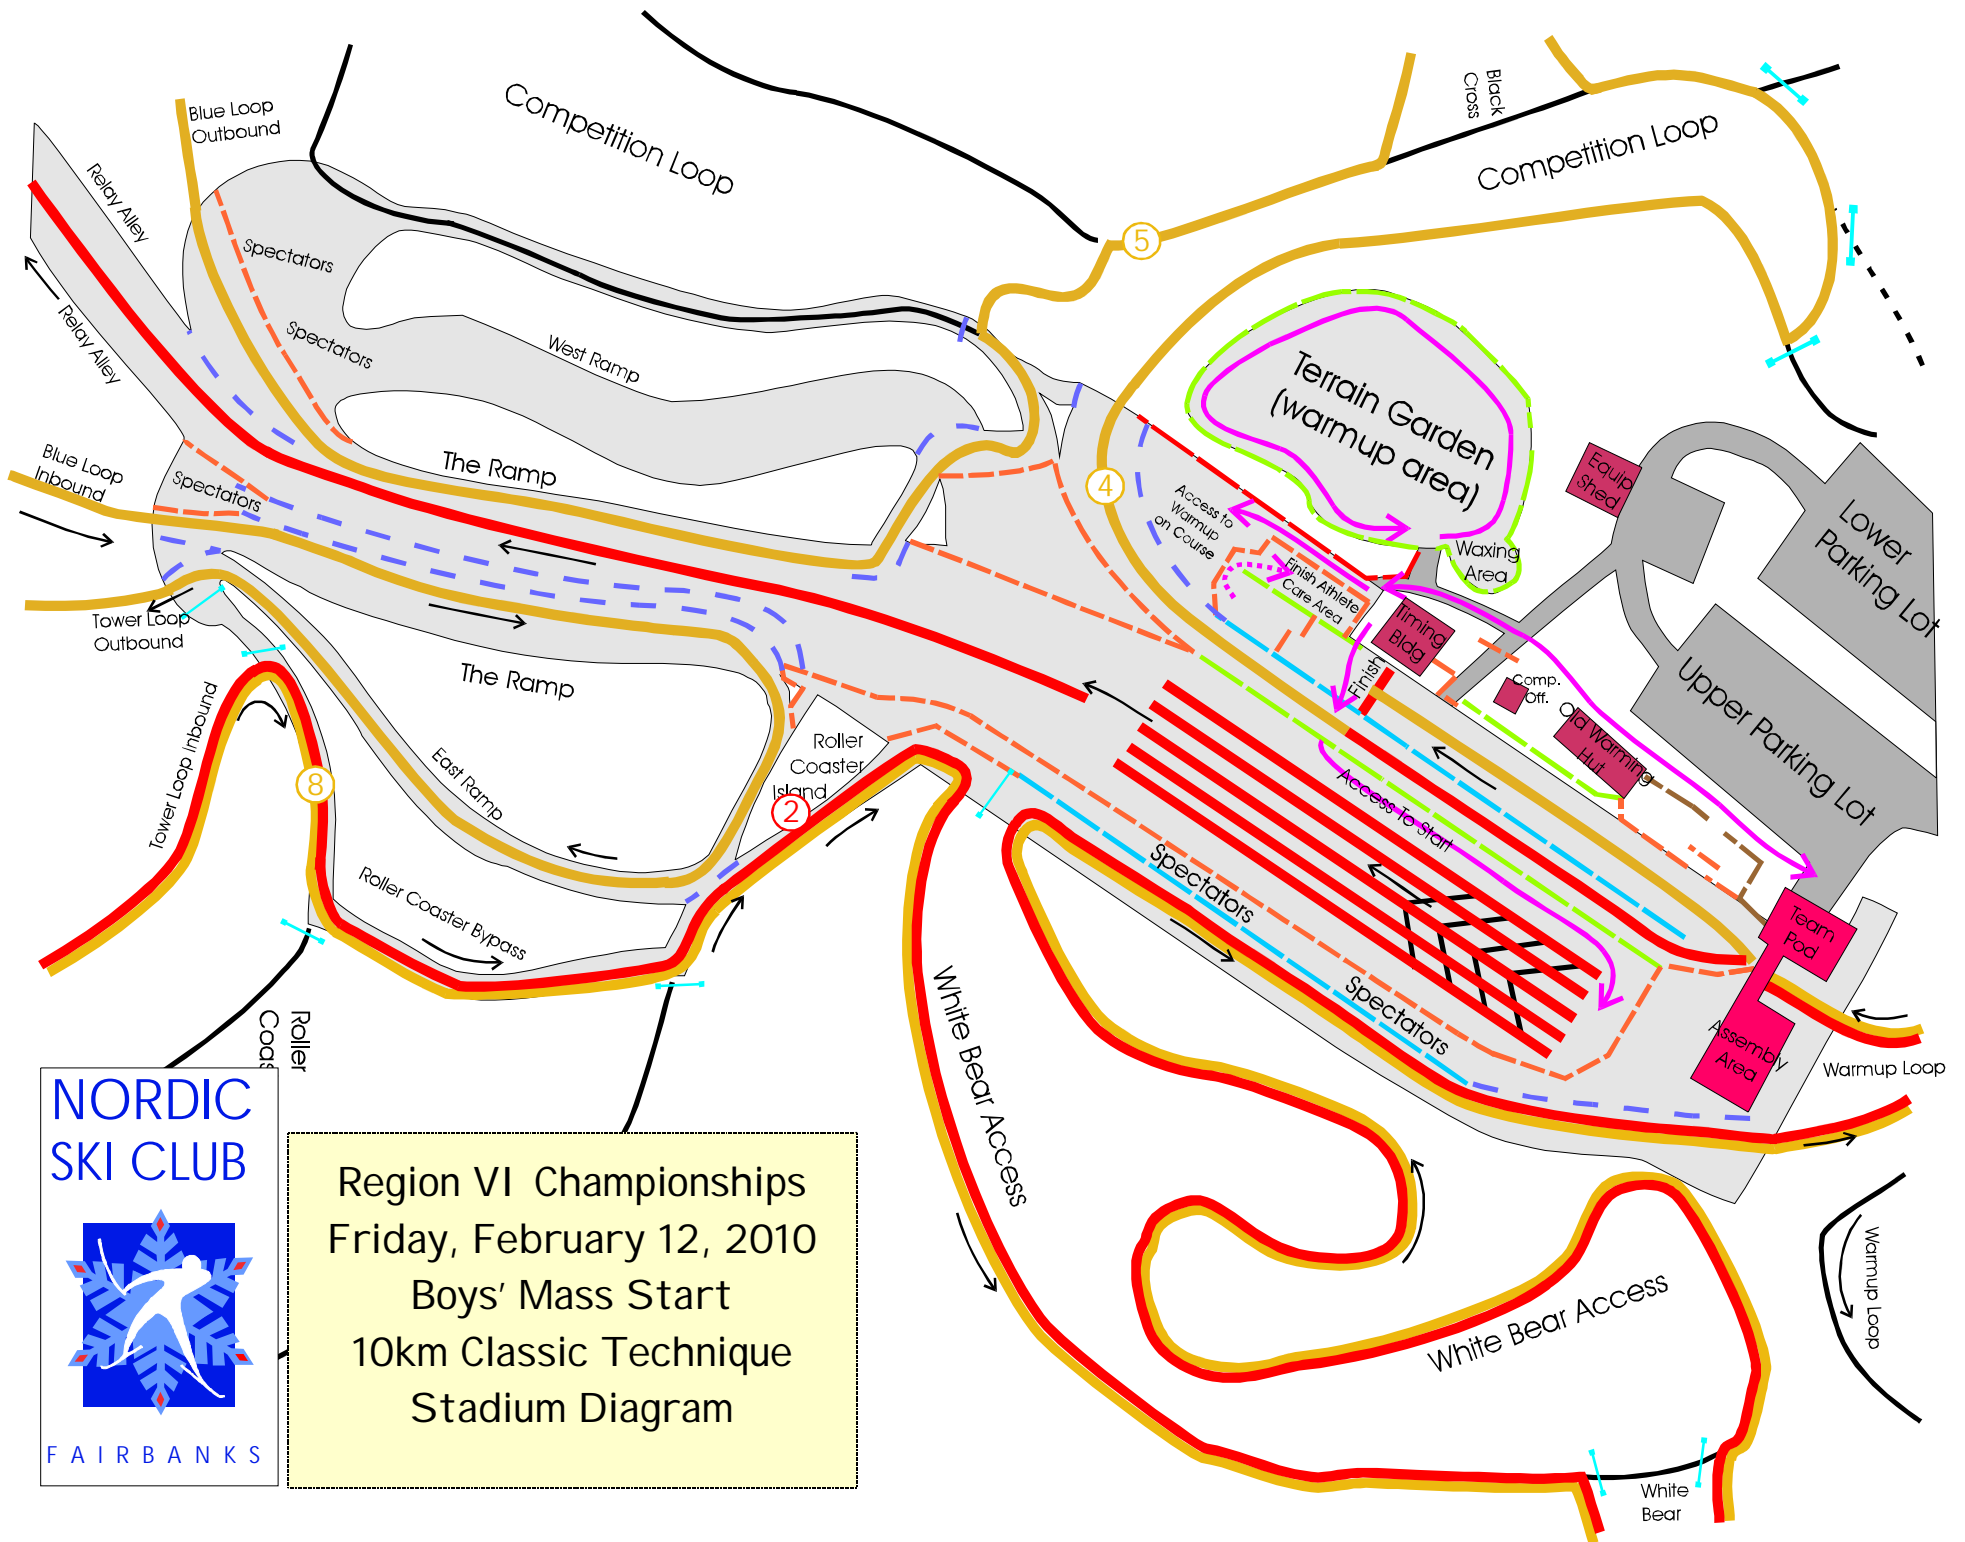 Blue Loop
Outbound
Competition Loop
Black
Cross
Competition Loop
Relay Alley
Spectators
5
Relay Alley
Spectators
West Ramp
Terrain Garden
(warmup area)
Blue Loop
Inbound
Spectators
The Ramp
4
Access to
Warmup
on Course
Equip
Shed
Lower
Parking Lot
Waxing
Area
Finish Athlete
Care Area
Timing
Bldg
Tower Loop
Outbound
The Ramp
Finish
Comp.
Off.
Old Warming
Hut
Upper Parking Lot
Tower Loop Inbound
8
East Ramp
Roller
Coaster
Island
2
Access To Start
Spectators
Roller Coaster Bypass
Team
Pod
Spectators
White Bear Access
Assembly
Area
Warmup Loop
Roller
Coas
NORDIC
SKI CLUB
FAIRBANKS
Region VI Championships
Friday, February 12, 2010
Boys' Mass Start
10km Classic Technique
Stadium Diagram
White Bear Access
Warmup Loop
White
Bear